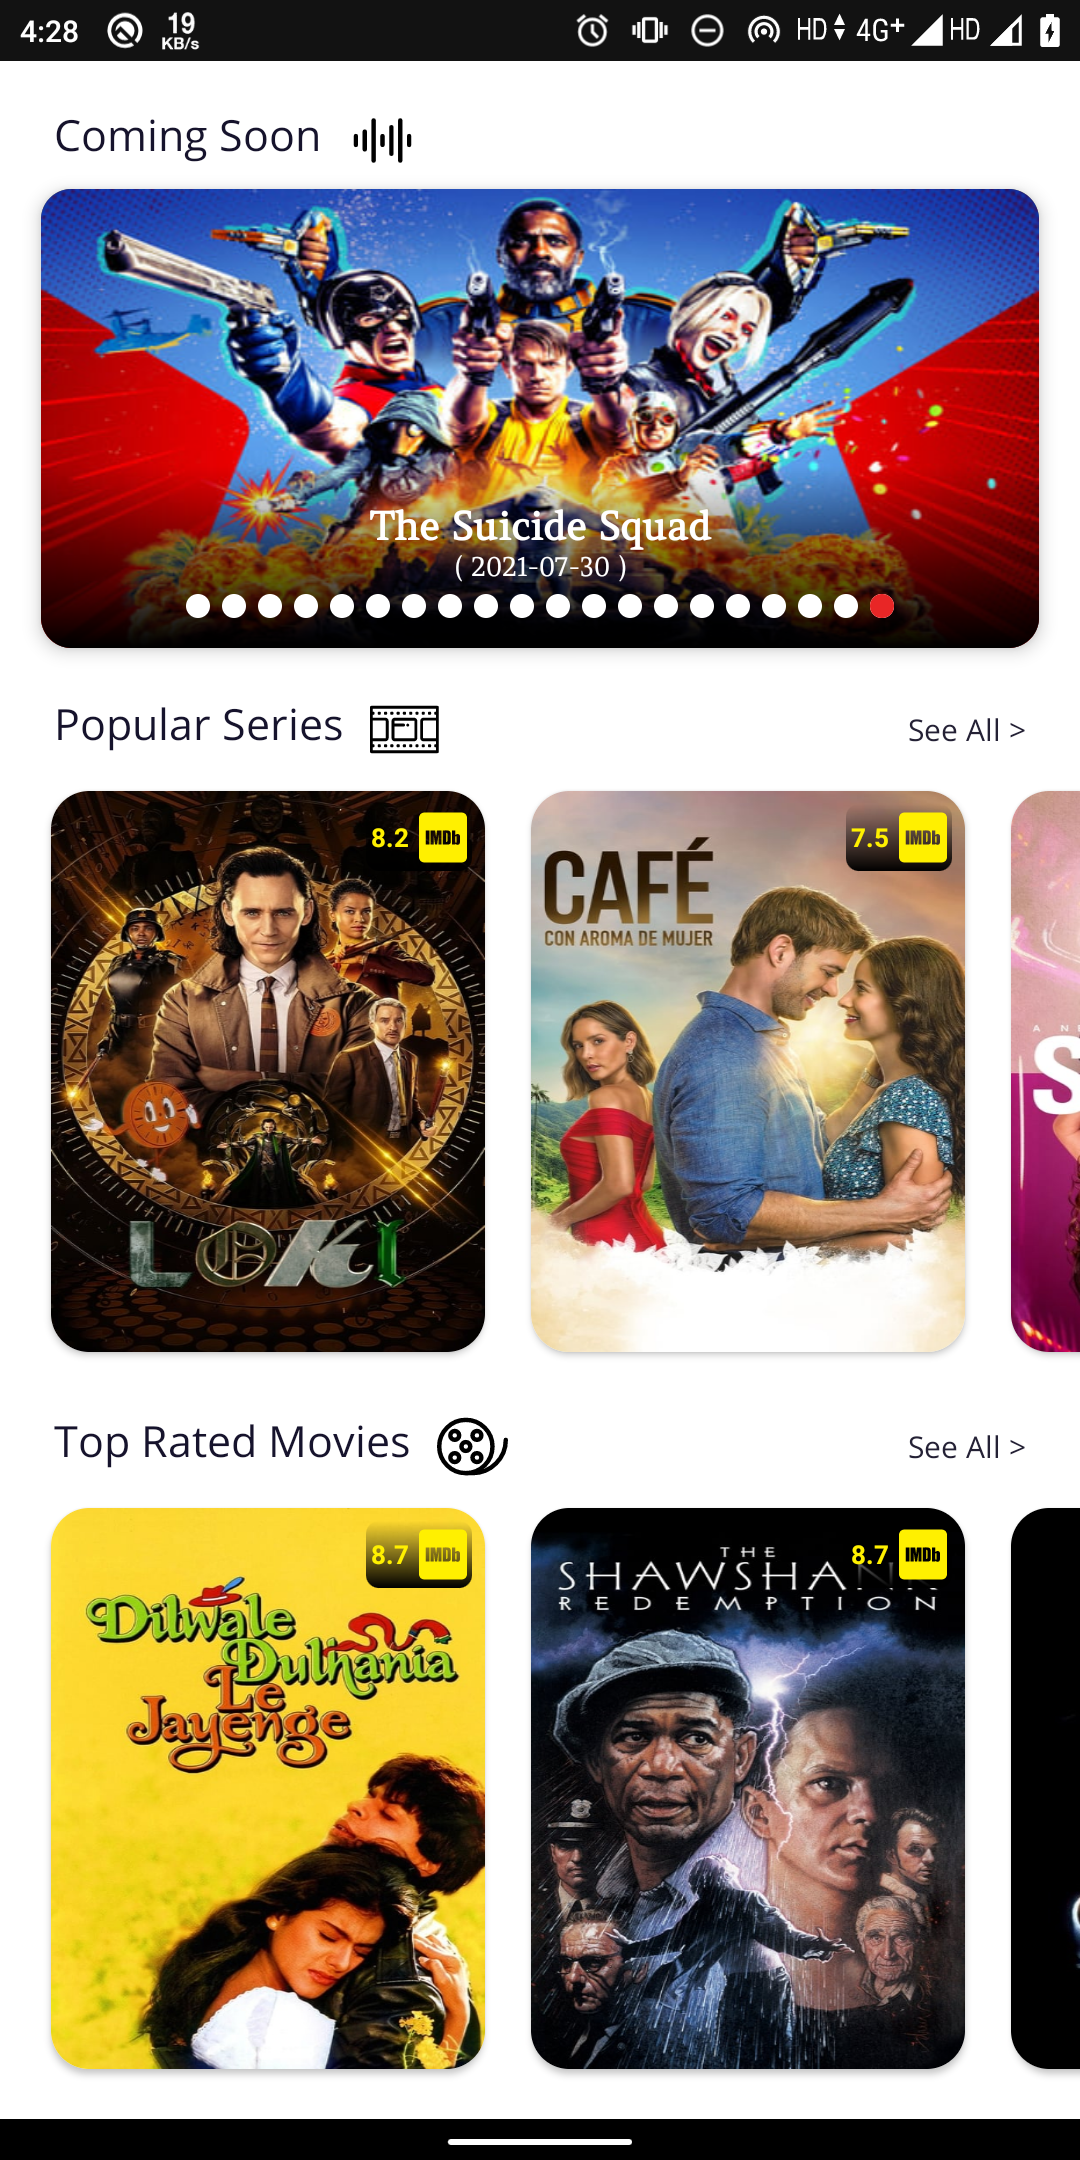 4:28
19
KB/s
HD 4G+ HD
Coming Soon
The Suicide Squad
( 2021-07-30 )
Popular Series
See All >
8.2 IMDb
LOKI
7.5 IMDb
CAFÉ
CON AROMA DE MUJER
Top Rated Movies
See All >
8.7 IMDb
Dilwale
Dulhania
Le
Jayenge
8.7 IMDb
THE
SHAWSHANK
REDEMPTION